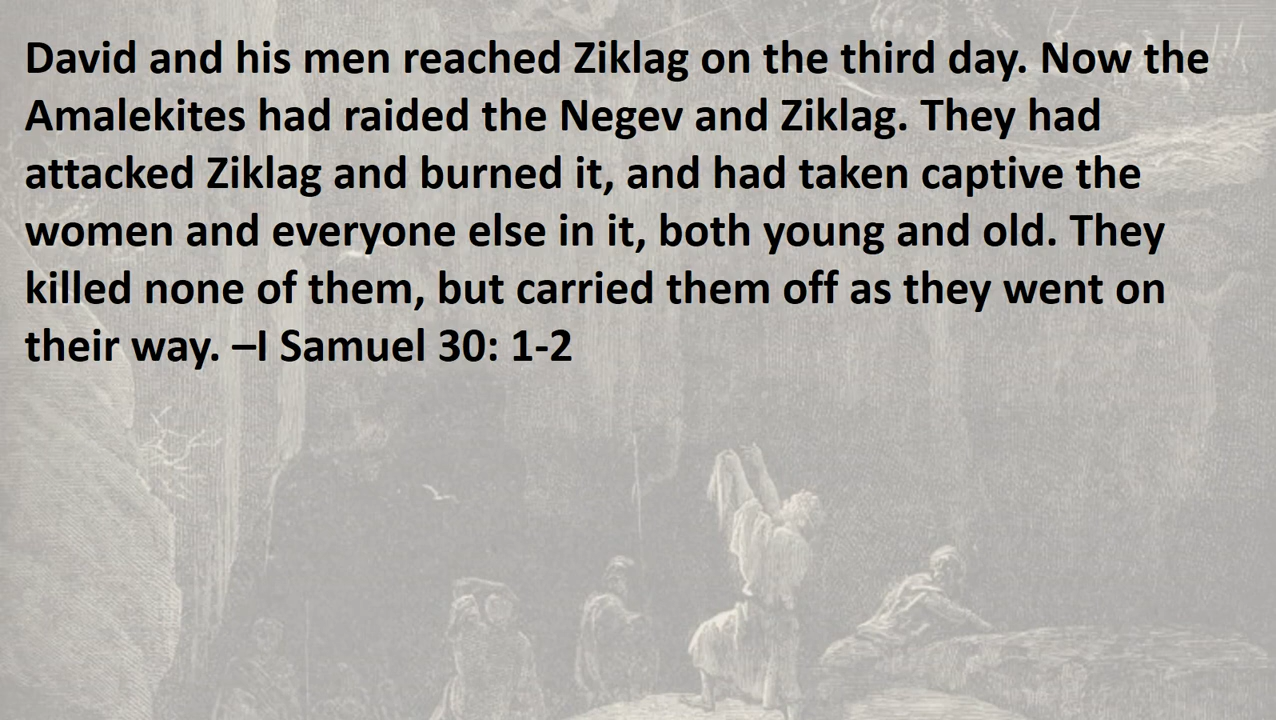 David and his men reached Ziklag on the third day. Now the
Amalekites had raided the Negev and Ziklag. They had
attacked Ziklag and burned it, and had taken captive the
women and everyone else in it, both young and old. They
killed none of them, but carried them off as they went on
their way. –I Samuel 30: 1-2